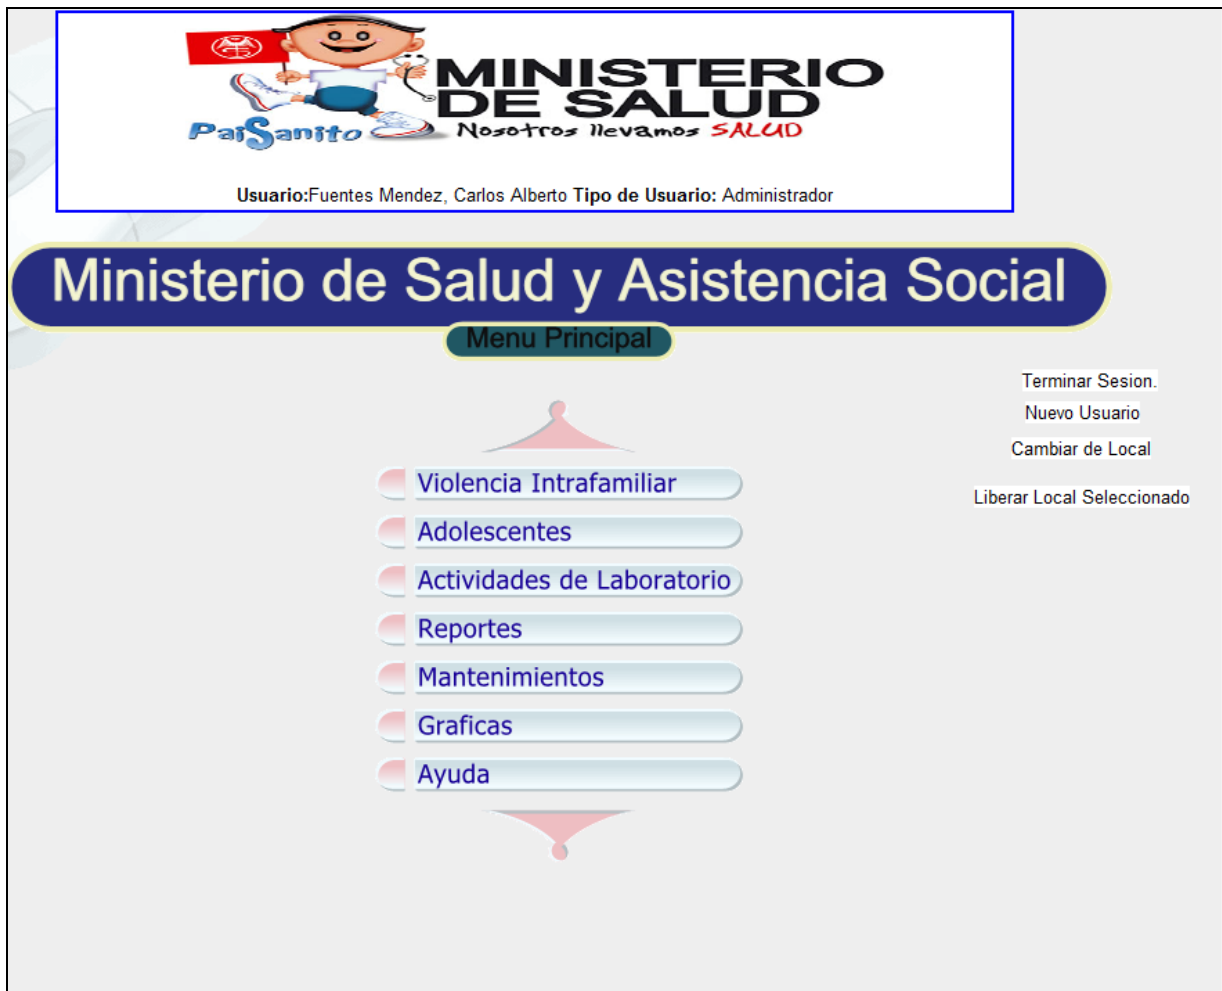 MINISTERIO
DE SALUD
PaiSanito
Nosotros llevamos SALUD
Usuario:Fuentes Mendez, Carlos Alberto Tipo de Usuario: Administrador
Ministerio de Salud y Asistencia Social
Menu Principal
Terminar Sesion.
Nuevo Usuario
Cambiar de Local
Liberar Local Seleccionado
Violencia Intrafamiliar
Adolescentes
Actividades de Laboratorio
Reportes
Mantenimientos
Graficas
Ayuda